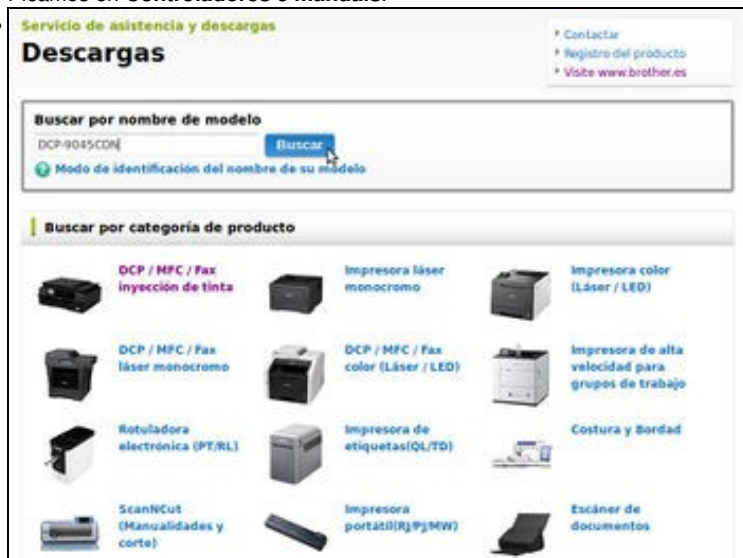 Servicio de asistencia y descargas
Descargas
Contactar
Registro del producto
Visite www.brother.es
Buscar por nombre de modelo
DCP-9045CDN
Buscar
Modo de identificación del nombre de su modelo
Buscar por categoría de producto
DCP / MFC / Fax
inyección de tinta
Impresora láser
monocromo
Impresora color
(Láser / LED)
DCP / MFC / Fax
láser monocromo
DCP / MFC / Fax
color (Láser / LED)
Impresora de alta
velocidad para
grupos de trabajo
Rotuladora
electrónica (PT/RL)
Impresora de
etiquetas(QL/TD)
Costura y Bordad
ScanNCut
(Manualidades y
corte)
Impresora
portátil(RJ/PJ/MW)
Escáner de
documentos